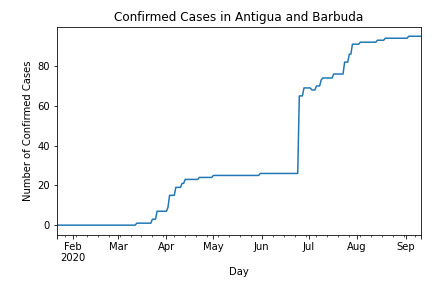 Confirmed Cases in Antigua and Barbuda
Number of Confirmed Cases
80
60
40
20
0
Feb Mar Apr May Jun Jul Aug Sep
2020
Day